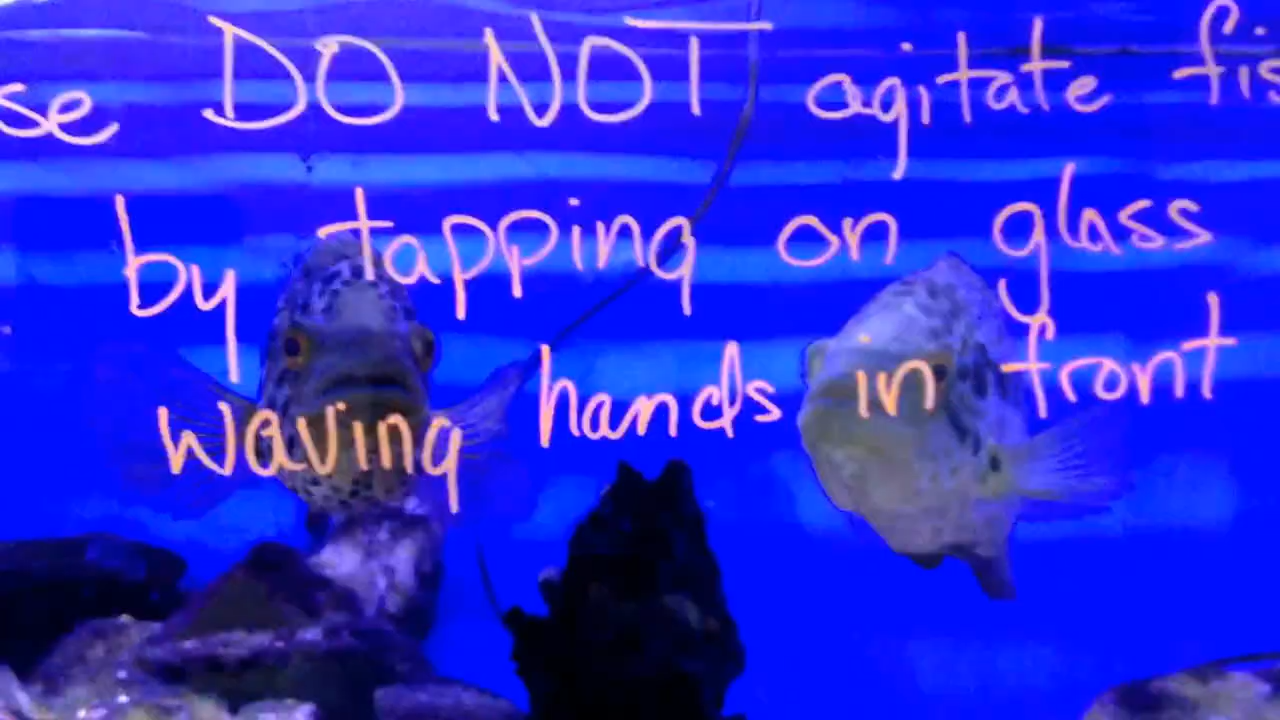 se DO NOT agitate fis
by tapping on glass
waving hands in front